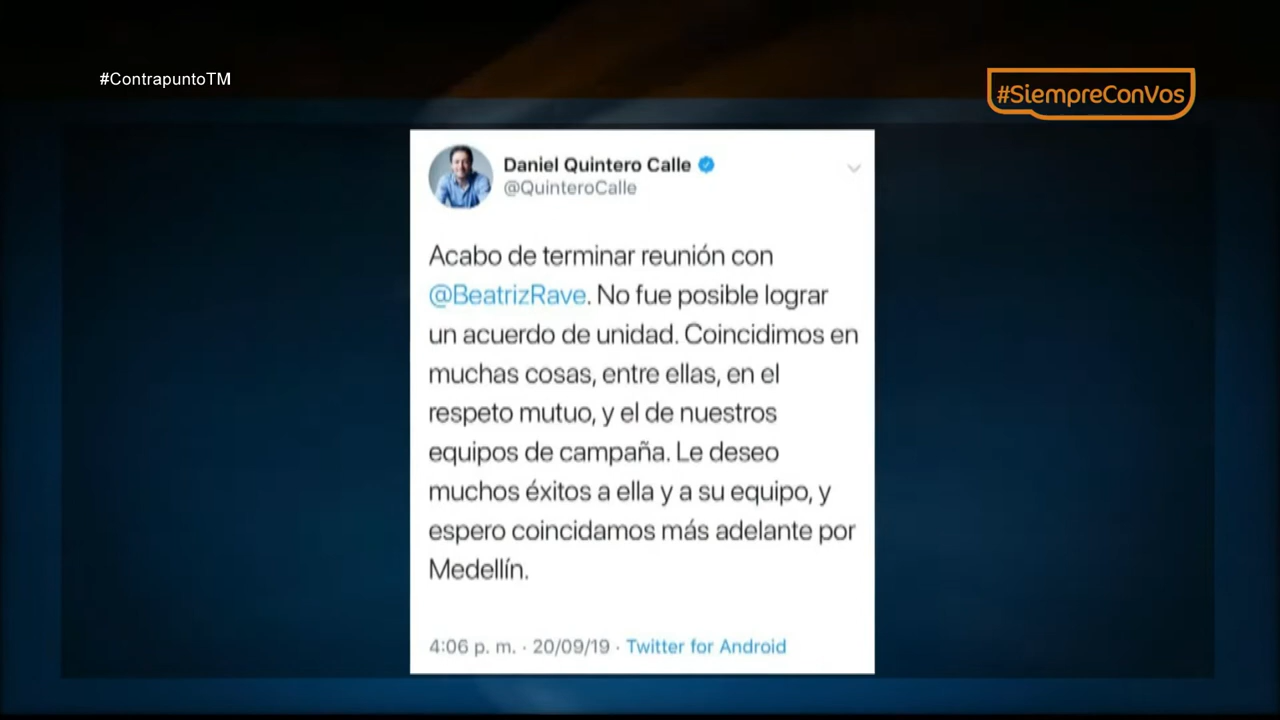 #ContrapuntoTM
#SiempreConVos
Daniel Quintero Calle
@QuinteroCalle
Acabo de terminar reunión con
@BeatrizRave. No fue posible lograr
un acuerdo de unidad. Coincidimos en
muchas cosas, entre ellas, en el
respeto mutuo, y el de nuestros
equipos de campaña. Le deseo
muchos éxitos a ella y a su equipo, y
espero coincidamos más adelante por
Medellín.
4:06 p. m. · 20/09/19 · Twitter for Android